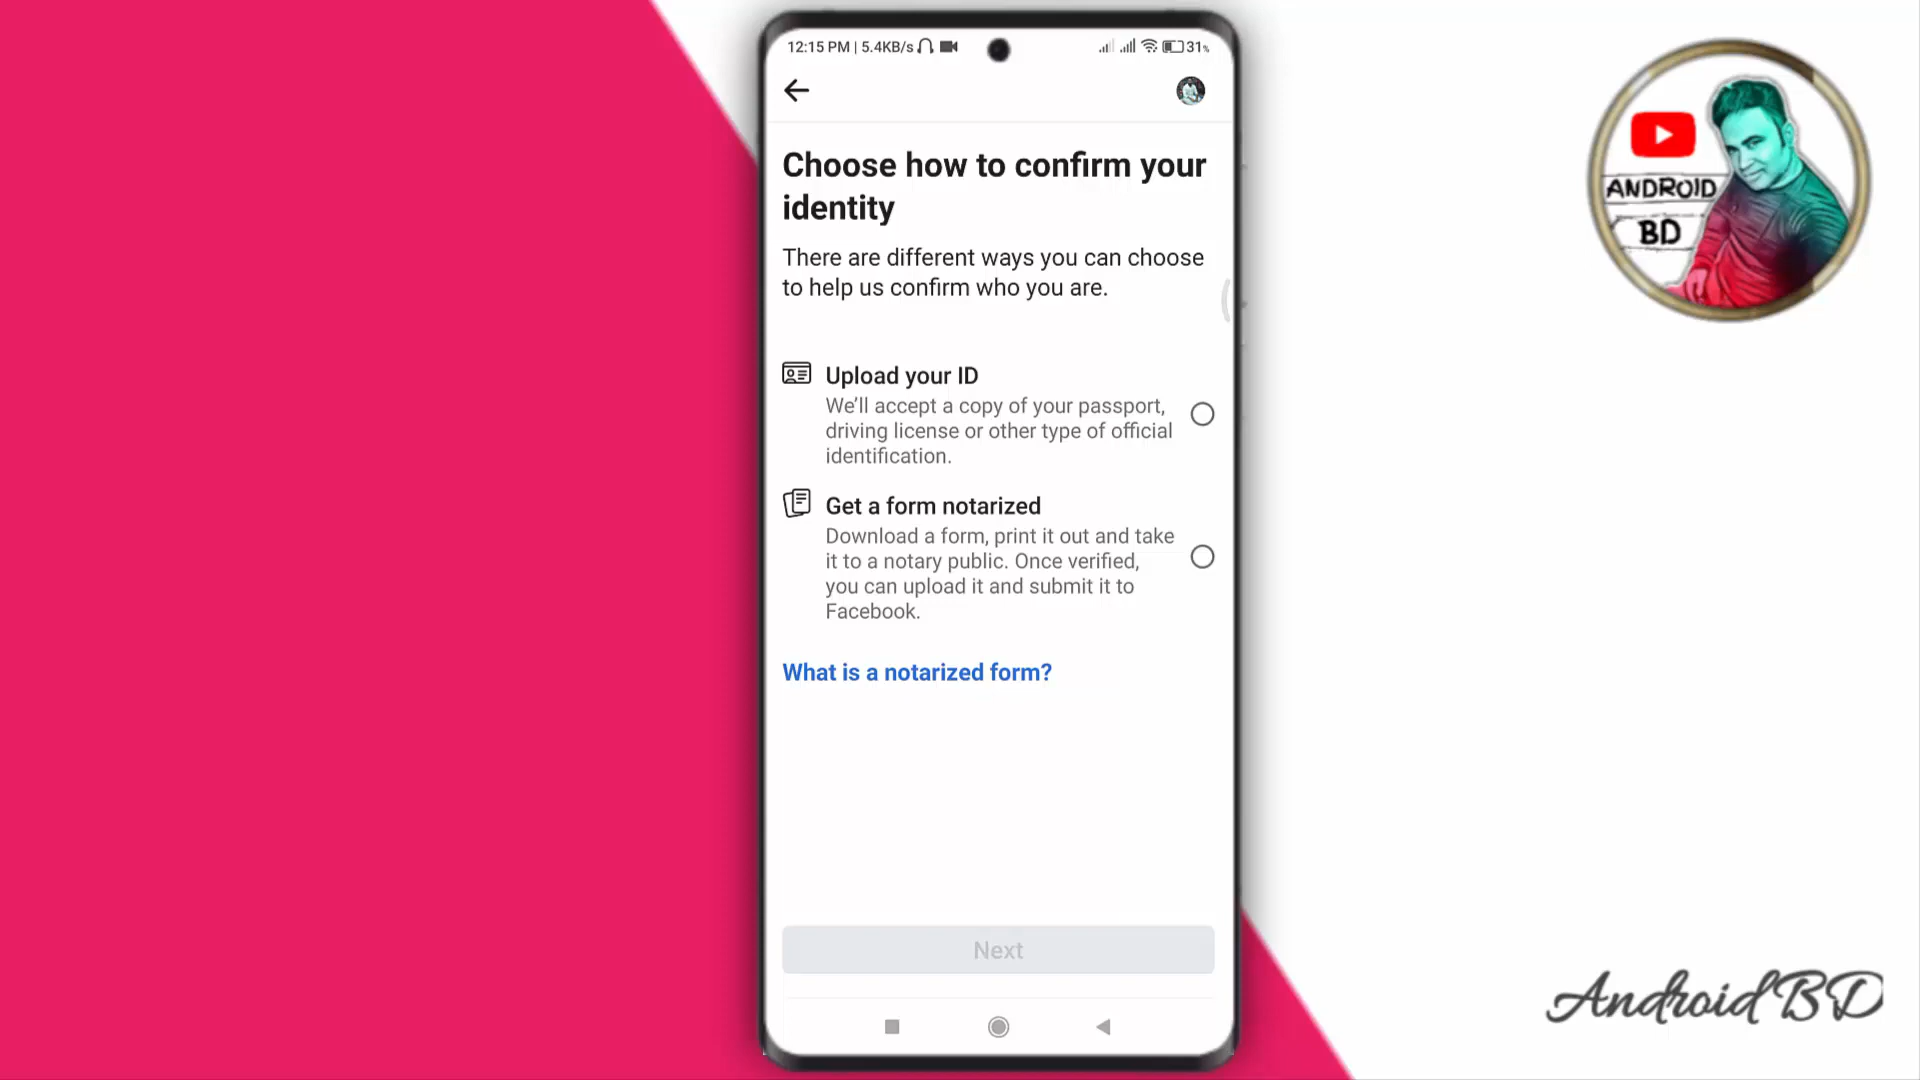 12:15 PM | 5.4KB/s
31%
Choose how to confirm your
identity
There are different ways you can choose
to help us confirm who you are.
Upload your ID
We'll accept a copy of your passport,
driving license or other type of official
identification.
Get a form notarized
Download a form, print it out and take
it to a notary public. Once verified,
you can upload it and submit it to
Facebook.
What is a notarized form?
Next
ANDROID
BD
Android BD